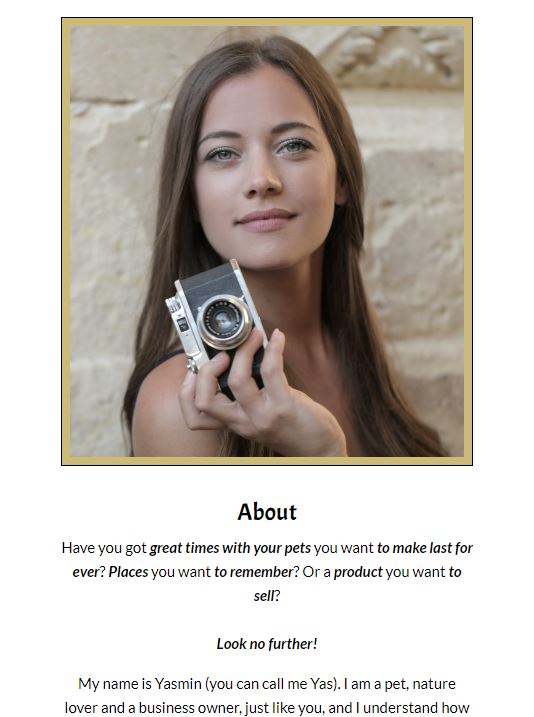 About
Have you got great times with your pets you want to make last for
ever? Places you want to remember? Or a product you want to
sell?
Look no further!
My name is Yasmin (you can call me Yas). I am a pet, nature
lover and a business owner, just like you, and I understand how